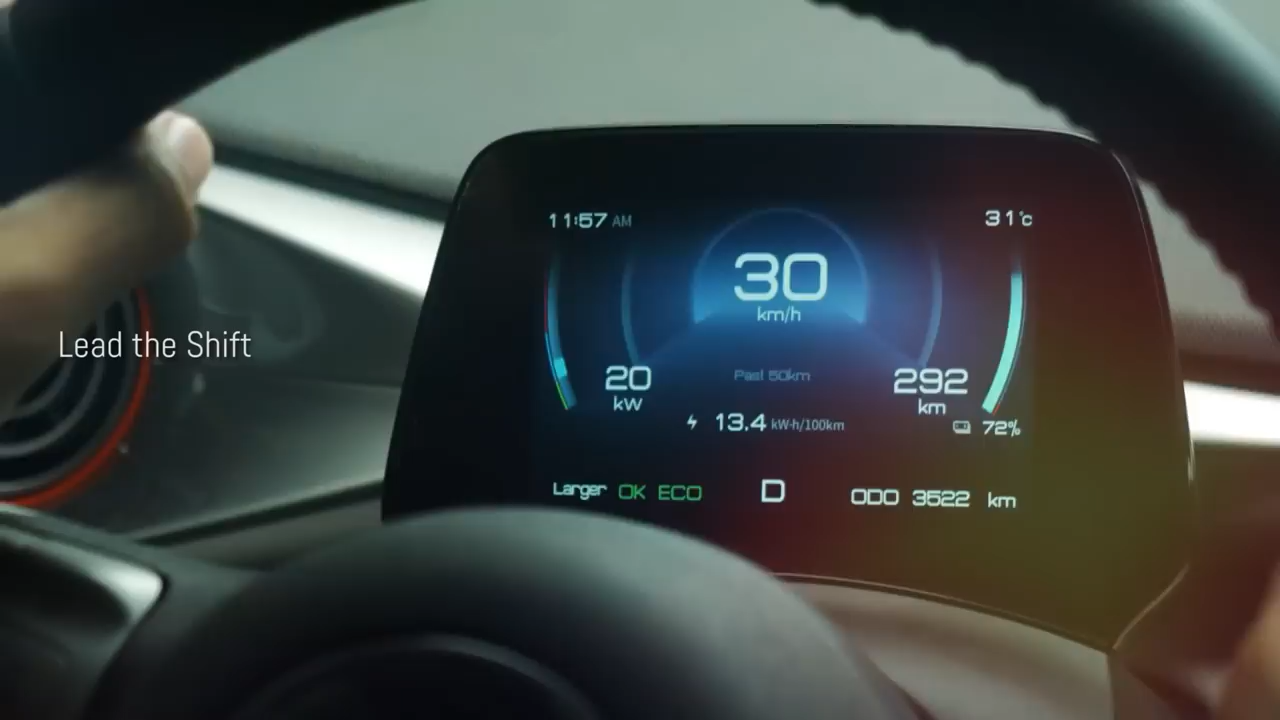 11:57 AM
31°c
30
km/h
20
kW
Past 50km
292
km
13.4 kW-h/100km
72%
Lead the Shift
Larger OK ECO
D
ODO 3522 km